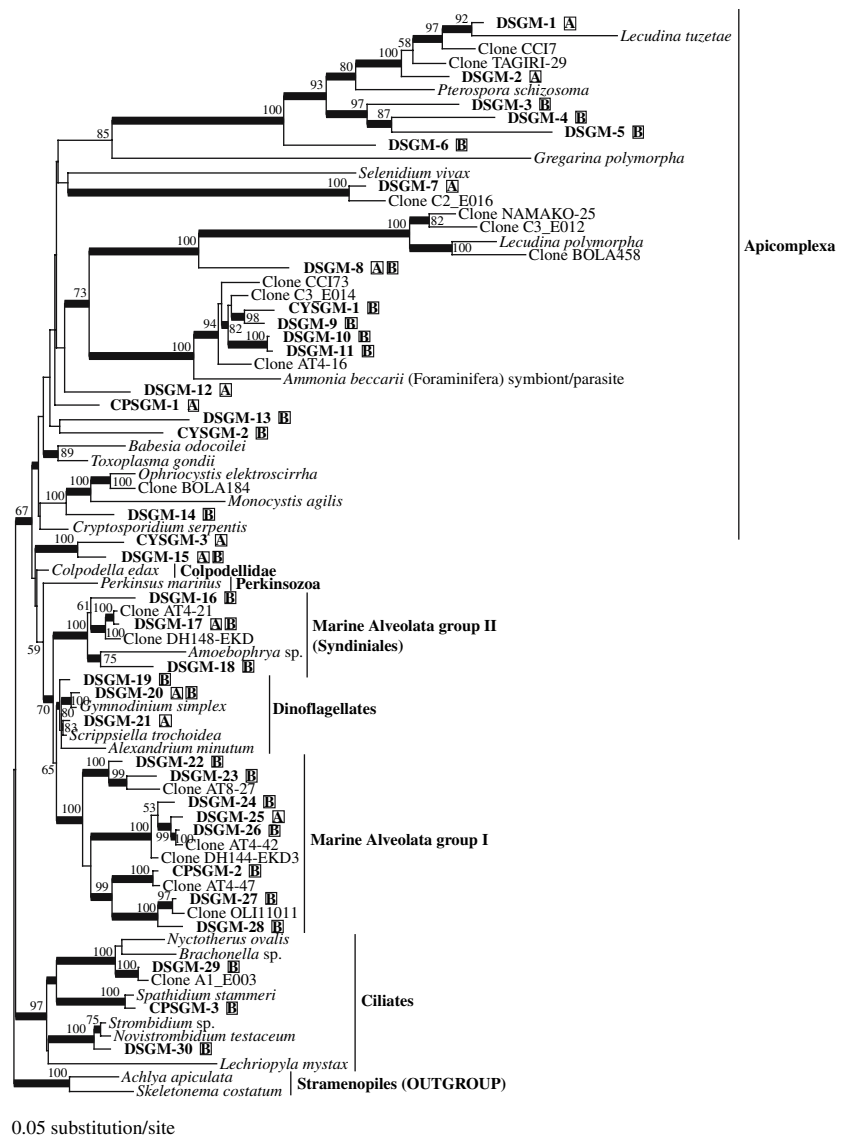 92
DSGM-1 A
97
Lecudina tuzetae
58
Clone CCI7
100
Clone TAGIRI-29
80
DSGM-2 A
93
Pterospora schizosoma
97
DSGM-3 B
100
87
DSGM-4 B
DSGM-5 B
85
DSGM-6 B
Gregarina polymorpha
Selenidium vivax
100
DSGM-7 A
Clone C2_E016
Clone NAMAKO-25
100
82
Clone C3_E012
100
Lecudina polymorpha
100
Clone BOLA458
Apicomplexa
DSGM-8 A B
73
Clone CCI73
Clone C3_E014
94
CYSGM-1 B
82
98
DSGM-9 B
100
DSGM-10 B
DSGM-11 B
100
Clone AT4-16
Ammonia beccarii (Foraminifera) symbiont/parasite
DSGM-12 A
CPSGM-1 A
DSGM-13 B
CYSGM-2 B
Babesia odocoilei
89
Toxoplasma gondii
Ophriocystis elektroscirrha
100
100
Clone BOLA184
100
Monocystis agilis
67
DSGM-14 B
Cryptosporidium serpentis
100
CYSGM-3 A
DSGM-15 A B
Colpodella edax
Colpodellidae
Perkinsus marinus
Perkinsozoa
DSGM-16 B
61
100
Clone AT4-21
DSGM-17 A B
100
100
Clone DH148-EKD
Marine Alveolata group II
(Syndiniales)
59
Amoebophrya sp.
75
DSGM-18 B
DSGM-19 B
DSGM-20 A B
70
100
Gymnodinium simplex
80
DSGM-21 A
Dinoflagellates
83
Scrippsiella trochoidea
Alexandrium minutum
65
DSGM-22 B
100
99
DSGM-23 B
Clone AT8-27
53
DSGM-24 B
100
DSGM-25 A
100
DSGM-26 B
99
100
Clone AT4-42
Clone DH144-EKD3
Marine Alveolata group I
100
CPSGM-2 B
99
Clone AT4-47
97
DSGM-27 B
100
Clone OLI11011
DSGM-28 B
Nyctotherus ovalis
100
Brachonella sp.
100
DSGM-29 B
Clone A1_E003
100
Spathidium stammeri
Ciliates
97
CPSGM-3 B
75
Strombidium sp.
100
Novistrombidium testaceum
DSGM-30 B
Lechriopyla mystax
100
Achlya apiculata
Stramenopiles (OUTGROUP)
Skeletonema costatum
0.05 substitution/site